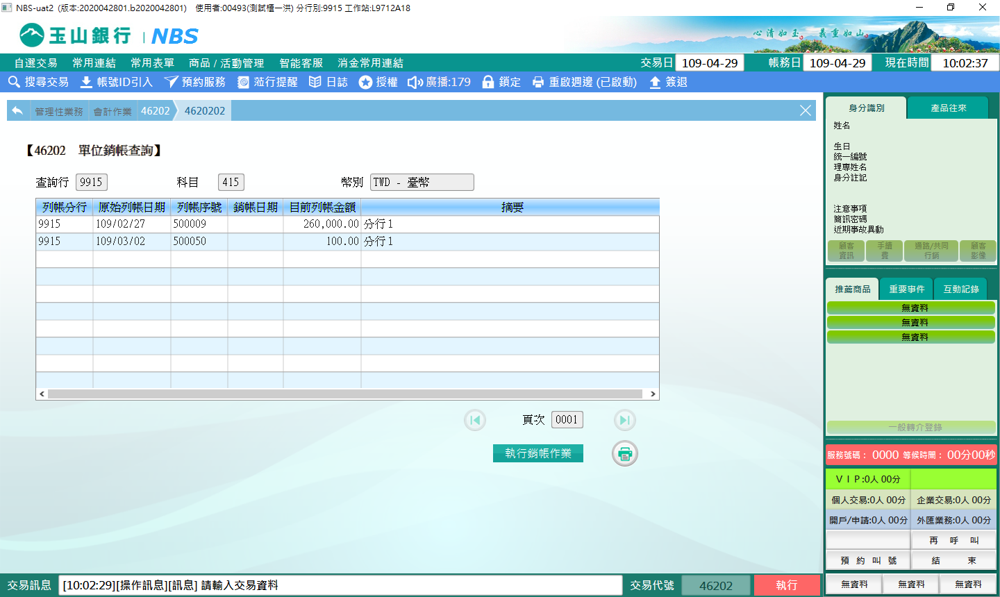 NBS-uat2 (版本:2020042801.b2020042801) 使用者:00493(測試櫃一洪) 分行別:9915 工作站:L9712A18
玉山銀行 | NBS
心清如玉。義重如山。
自選交易 常用連結 常用表單 商品 / 活動管理 智能客服 消金常用連結 交易日 109-04-29 帳務日 109-04-29 現在時間 10:02:37
搜尋交易 帳號ID引入 預約服務 蒞行提醒 日誌 授權 廣播:179 鎖定 重啟週邊 (已啟動) 簽退
管理性業務 會計作業 46202 4620202
【46202 單位銷帳查詢】
查詢行 9915 科目 415 幣別 TWD - 臺幣
列帳分行 原始列帳日期 列帳序號 銷帳日期 目前列帳金額 摘要
9915 109/02/27 500009 260,000.00 分行1
9915 109/03/02 500050 100.00 分行1
頁次 0001
執行銷帳作業
交易訊息 [10:02:29][操作訊息][訊息] 請輸入交易資料 交易代號 46202 執行
身分識別 產品往來
姓名
生日
統一編號
理專姓名
身分註記
注意事項
簡訊密碼
近期事故異動
顧客資訊 手續費 通路/共同行銷 顧客影像
推薦商品 重要事件 互動記錄
無資料
無資料
無資料
一般轉介登錄
服務號碼： 0000 等候時間： 00分00秒
ＶＩＰ:0人 00分
個人交易:0人 00分 企業交易:0人 00分
開戶/申請:0人 00分 外匯業務:0人 00分
再 呼 叫
預 約 叫 號 結 束
無資料 無資料 無資料